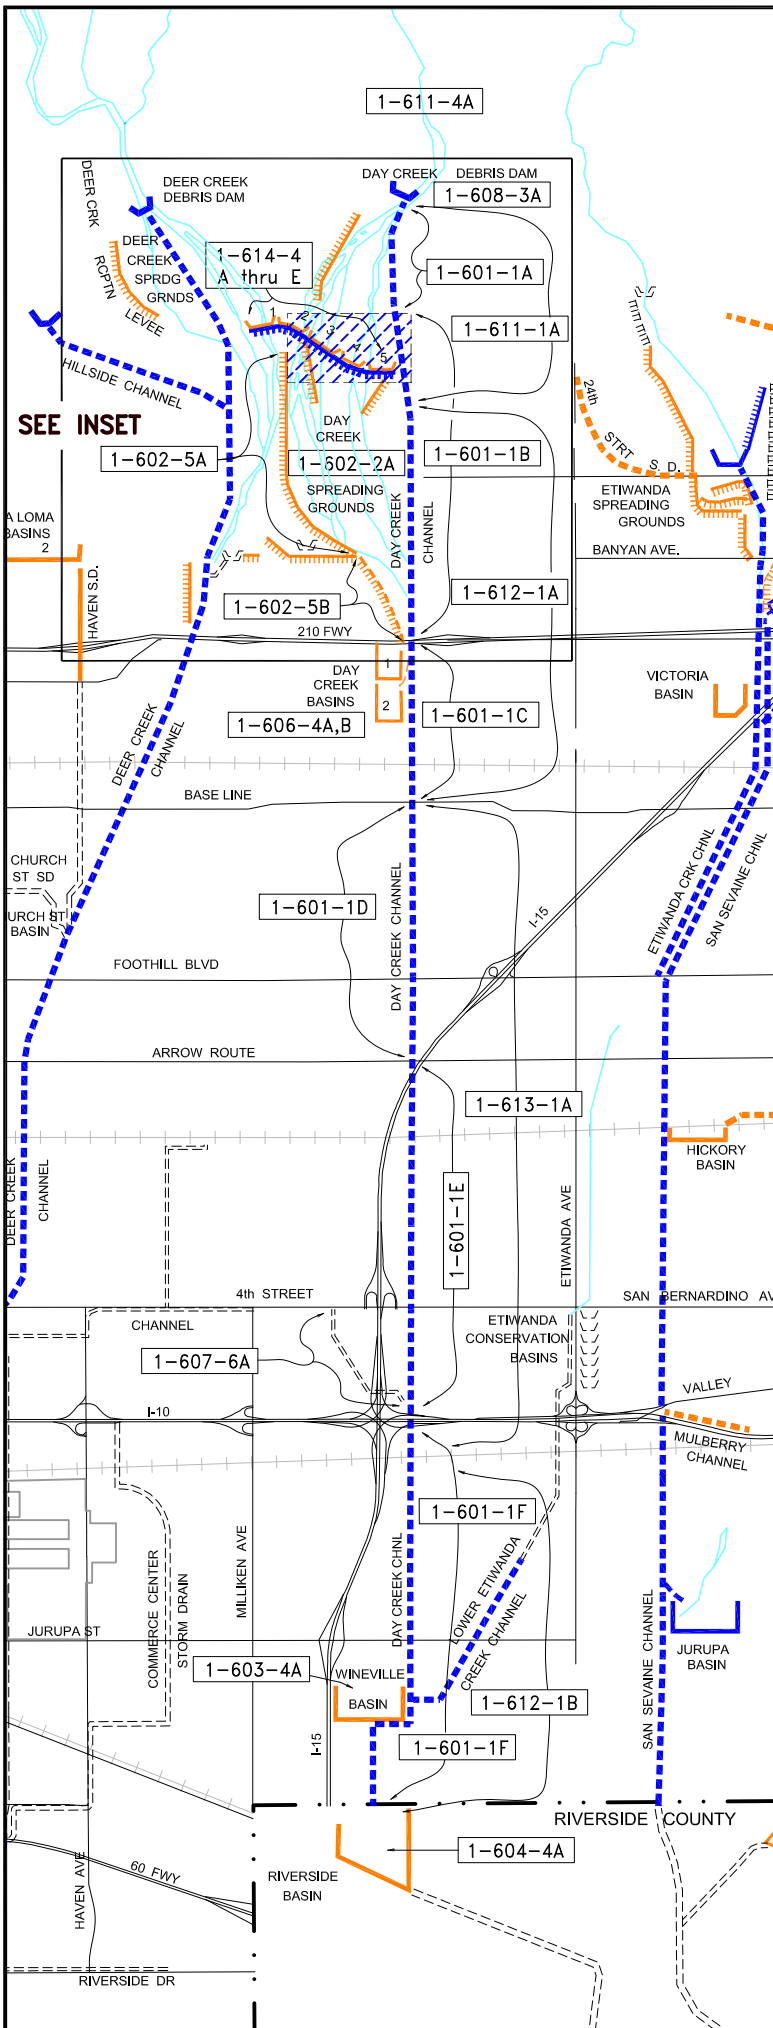 1-611-4A
DEER CRK
DEER CREEK
DEBRIS DAM
DAY CREEK DEBRIS DAM
1-608-3A
DEER
CREEK
SPRDG
GRNDS
RCPTN
LEVEE
1-614-4
A thru E
1-601-1A
1
2
3
4
5
1-611-1A
HILLSIDE CHANNEL
SEE INSET
24th
STRT
S. D.
DAY
CREEK
1-602-5A
1-602-2A
1-601-1B
SPREADING
GROUNDS
ETIWANDA
SPREADING
GROUNDS
A LOMA
BASINS
2
DAY CREEK
CHANNEL
BANYAN AVE.
HAVEN S.D.
1-602-5B
1-612-1A
210 FWY
1
DAY
CREEK
BASINS
2
VICTORIA
BASIN
1-606-4A,B
1-601-1C
DEER CREEK
CHANNEL
BASE LINE
CHURCH
ST SD
URCH ST
BASIN
1-601-1D
DAY CREEK CHANNEL
I-15
ETIWANDA CRK CHNL
SAN SEVAINE CHNL
FOOTHILL BLVD
ARROW ROUTE
1-613-1A
HICKORY
BASIN
DEER CREEK
CHANNEL
1-601-1E
ETIWANDA AVE
4th STREET
SAN BERNARDINO AV
CHANNEL
ETIWANDA
CONSERVATION
BASINS
1-607-6A
VALLEY
I-10
MULBERRY
CHANNEL
1-601-1F
COMMERCE CENTER
STORM DRAIN
MILLIKEN AVE
DAY CREEK CHNL
LOWER ETIWANDA
CREEK CHANNEL
SAN SEVAINE CHANNEL
JURUPA ST
JURUPA
BASIN
1-603-4A
WINEVILLE
BASIN
1-612-1B
I-15
1-601-1F
RIVERSIDE COUNTY
1-604-4A
HAVEN AVE
60 FWY
RIVERSIDE
BASIN
RIVERSIDE DR